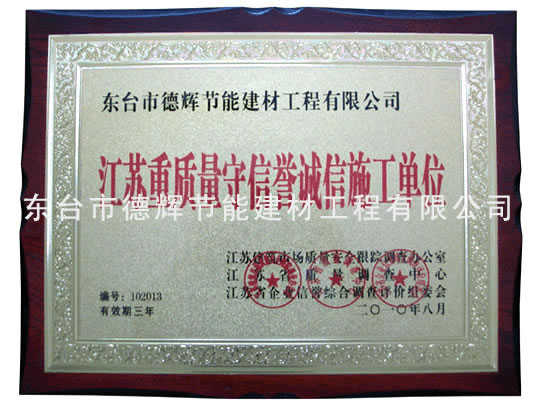 东台市德辉节能建材工程有限公司
江苏重质量守信誉诚信施工单位
东台市德辉节能建材工程有限公司
江苏建筑市场质量安全跟踪调查办公室
江苏省质量调查中心
江苏省企业信誉综合调查评价组委会
编号：102013
二〇一〇年八月
有效期三年